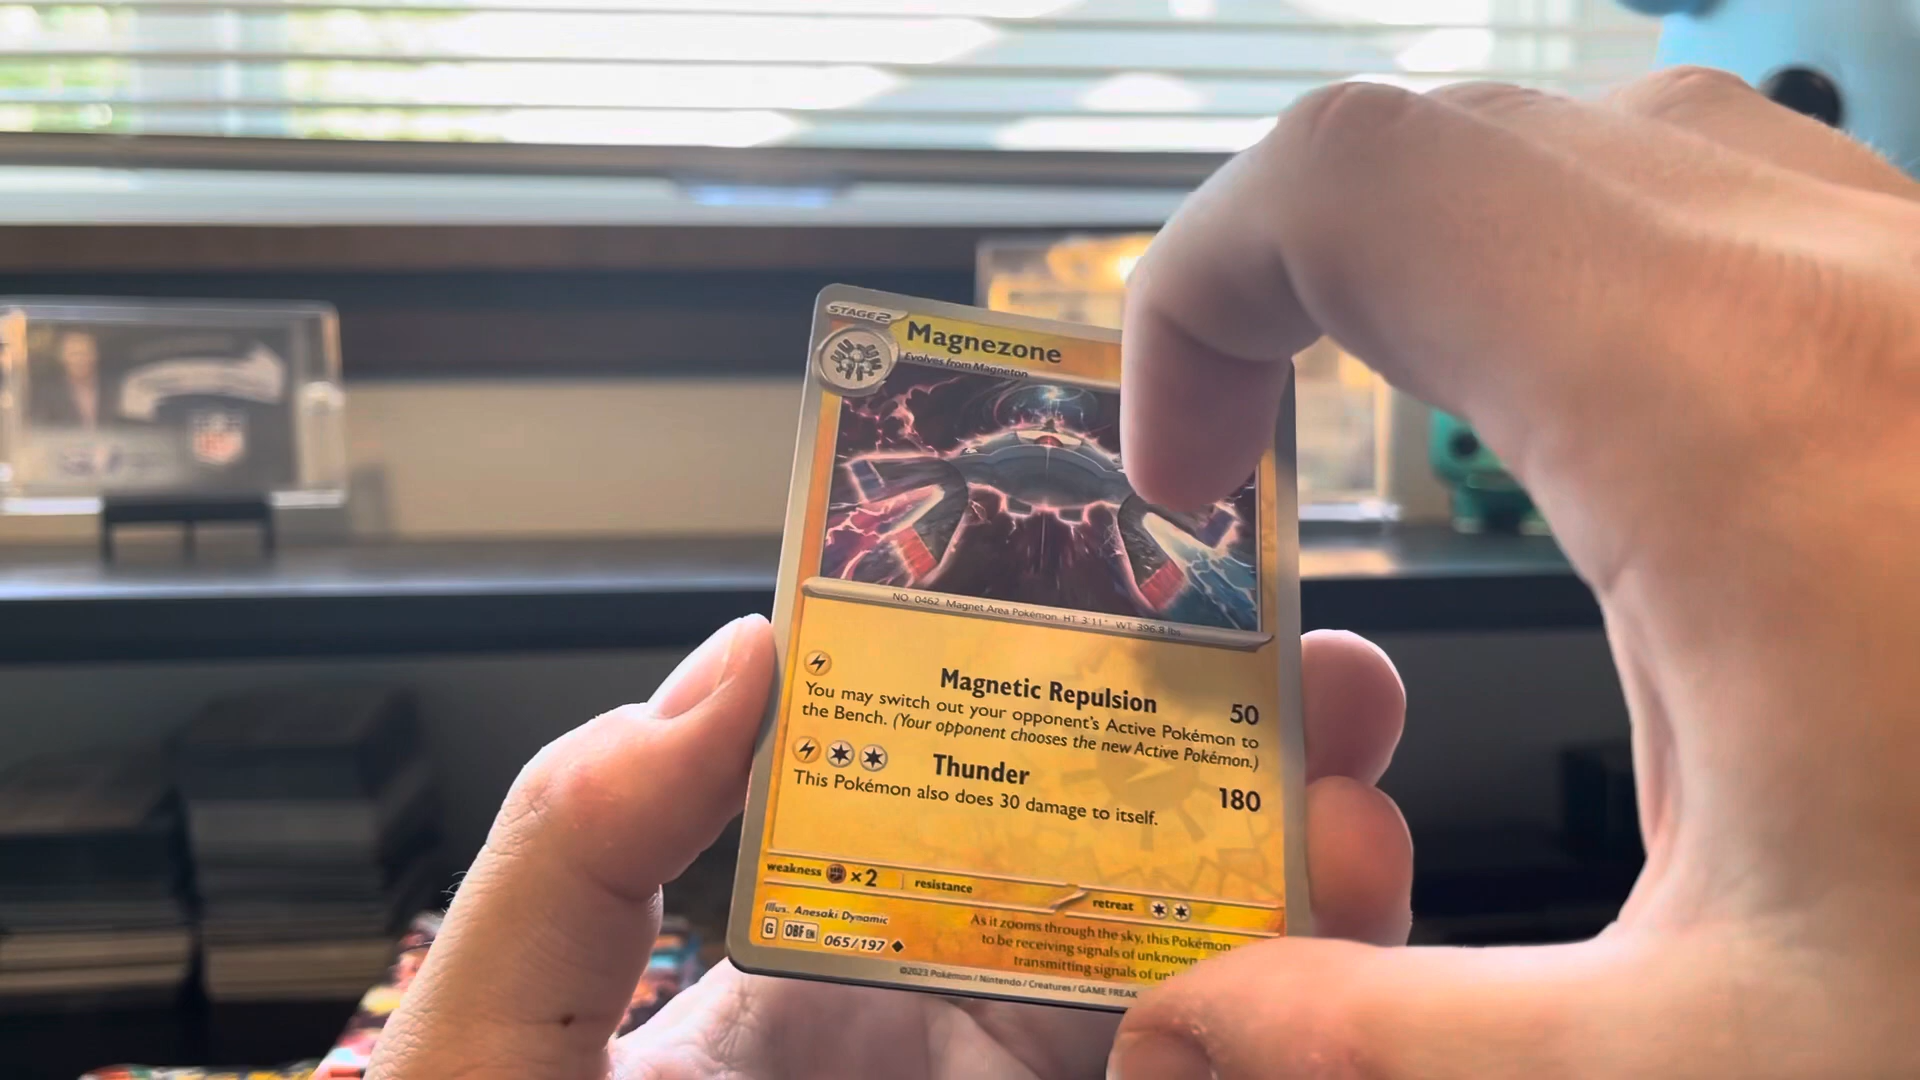 STAGE2
Magnezone
Evolves from Magneton
NO. 0462 Magnet Area Pokémon HT 3'11" WT 396.8 lbs
Magnetic Repulsion 50
You may switch out your opponent's Active Pokémon to
the Bench. (Your opponent chooses the new Active Pokémon.)
Thunder 180
This Pokémon also does 30 damage to itself.
weakness ×2 resistance retreat
Illus. Anesaki Dynamic
G OBF EN 065/197
As it zooms through the sky, this Pokémon
to be receiving signals of unknown
transmitting signals of
©2023 Pokémon / Nintendo / Creatures / GAME FREAK
NFL